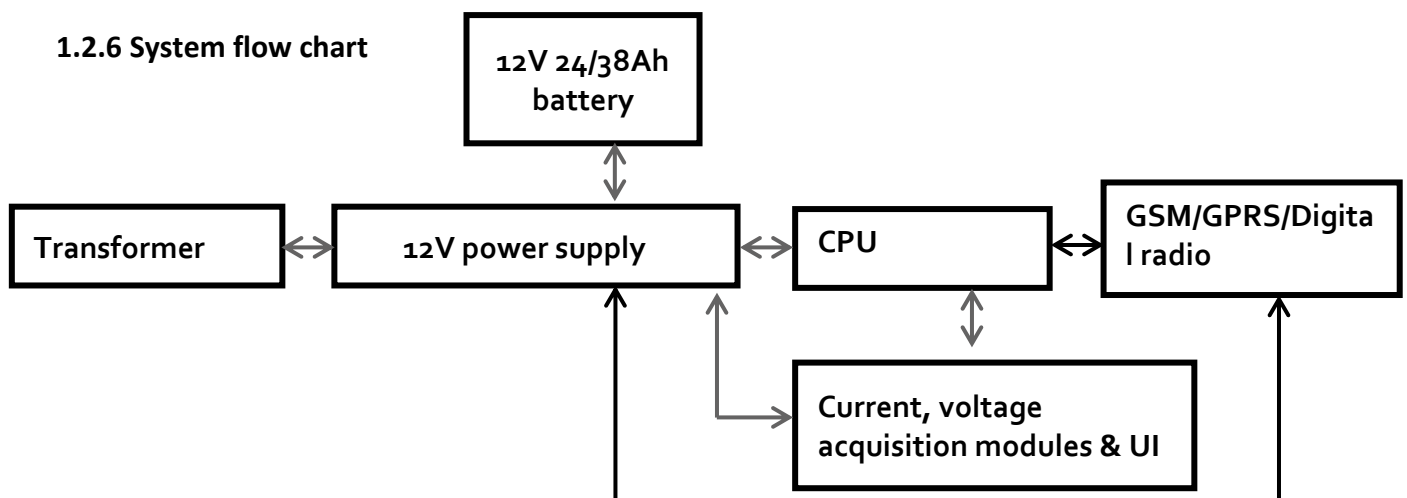 1.2.6 System flow chart
12V 24/38Ah
battery
Transformer
12V power supply
CPU
GSM/GPRS/Digita
l radio
Current, voltage
acquisition modules & UI